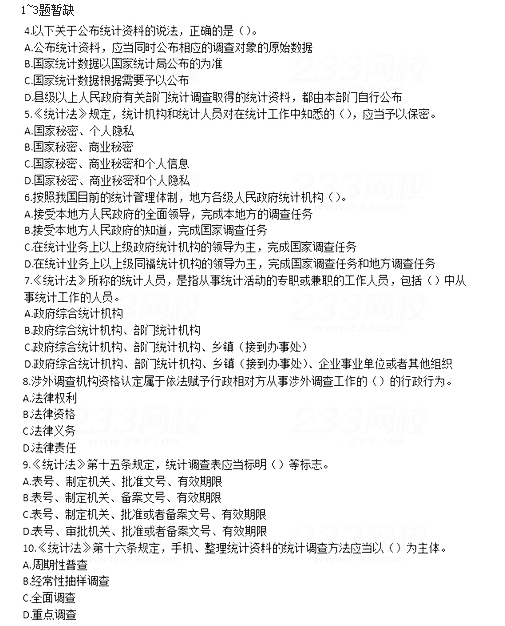 1~3题暂缺
4.以下关于公布统计资料的说法，正确的是（）。
A.公布统计资料，应当同时公布相应的调查对象的原始数据
B.国家统计数据以国家统计局公布的为准
C.国家统计数据根据需要予以公布
D.县级以上人民政府有关部门统计调查取得的统计资料，都由本部门自行公布
5.《统计法》规定，统计机构和统计人员对在统计工作中知悉的（），应当予以保密。
A.国家秘密、个人隐私
B.国家秘密、商业秘密
C.国家秘密、商业秘密和个人信息
D.国家秘密、商业秘密和个人隐私
6.按照我国目前的统计管理体制，地方各级人民政府统计机构（）。
A.接受本地方人民政府的全面领导，完成本地方的调查任务
B.接受本地方人民政府的知道，完成国家调查任务
C.在统计业务上以上级政府统计机构的领导为主，完成国家调查任务
D.在统计业务上以上级同福统计机构的领导为主，完成国家调查任务和地方调查任务
7.《统计法》所称的统计人员，是指从事统计活动的专职或兼职的工作人员，包括（）中从
事统计工作的人员。
A.政府综合统计机构
B.政府综合统计机构、部门统计机构
C.政府综合统计机构、部门统计机构、乡镇（接到办事处）
D.政府综合统计机构、部门统计机构、乡镇（接到办事处）、企业事业单位或者其他组织
8.涉外调查机构资格认定属于依法赋予行政相对方从事涉外调查工作的（）的行政行为。
A.法律权利
B.法律资格
C.法律义务
D.法律责任
9.《统计法》第十五条规定，统计调查表应当标明（）等标志。
A.表号、制定机关、批准文号、有效期限
B.表号、制定机关、备案文号、有效期限
C.表号、制定机关、批准或者备案文号、有效期限
D.表号、审批机关、批准或者备案文号、有效期限
10.《统计法》第十六条规定，手机、整理统计资料的统计调查方法应当以（）为主体。
A.周期性普查
B.经常性抽样调查
C.全面调查
D.重点调查